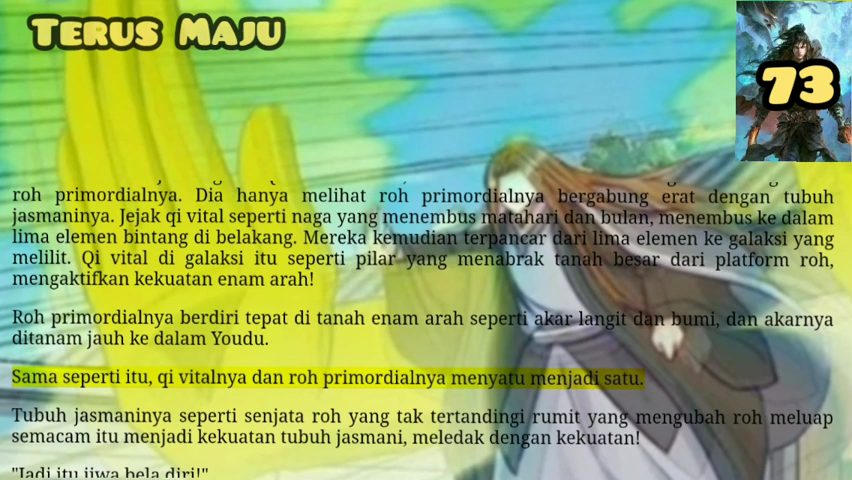 Terus Maju
73
roh primordialnya. Dia hanya melihat roh primordialnya bergabung erat dengan tubuh
jasmaninya. Jejak qi vital seperti naga yang menembus matahari dan bulan, menembus ke dalam
lima elemen bintang di belakang. Mereka kemudian terpancar dari lima elemen ke galaksi yang
melilit. Qi vital di galaksi itu seperti pilar yang menabrak tanah besar dari platform roh,
mengaktifkan kekuatan enam arah!
Roh primordialnya berdiri tepat di tanah enam arah seperti akar langit dan bumi, dan akarnya
ditanam jauh ke dalam Youdu.
Sama seperti itu, qi vitalnya dan roh primordialnya menyatu menjadi satu.
Tubuh jasmaninya seperti senjata roh yang tak tertandingi rumit yang mengubah roh meluap
semacam itu menjadi kekuatan tubuh jasmani, meledak dengan kekuatan!
"Jadi itu jiwa bela diri!"